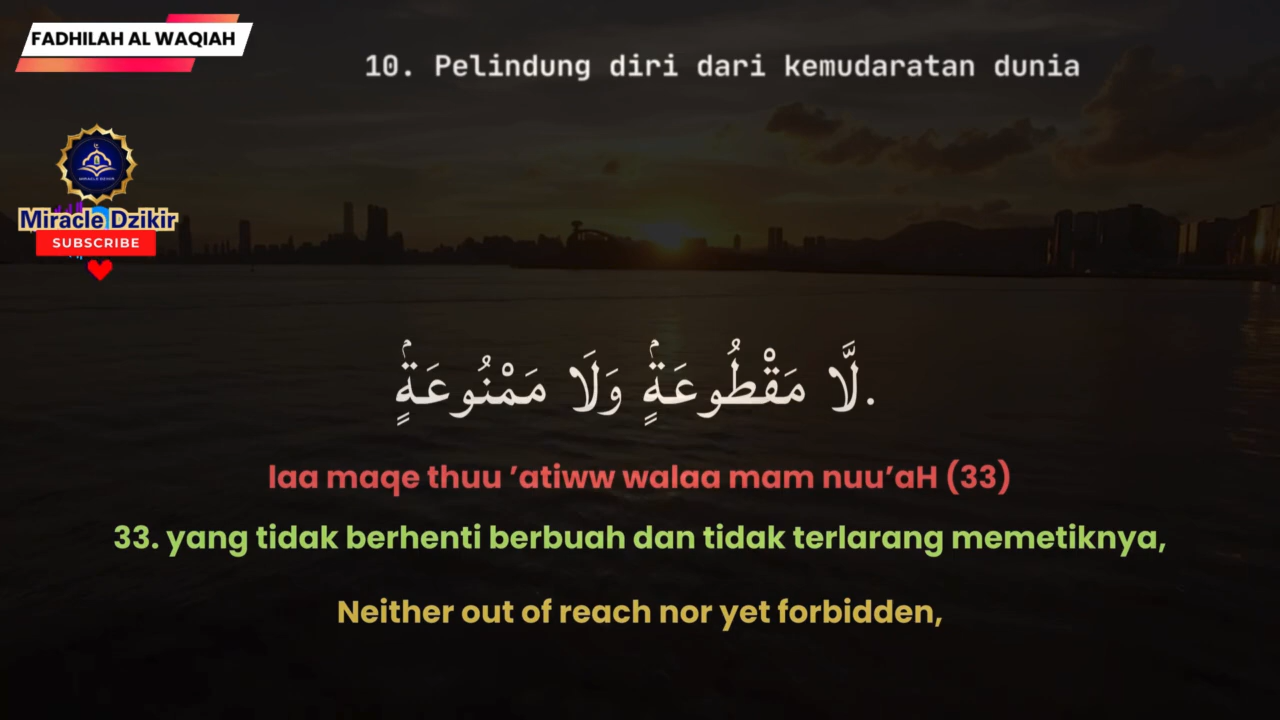 FADHILAH AL WAQIAH
10. Pelindung diri dari kemudaratan dunia
MIRACLE DZIKIR
Miracle Dzikir
SUBSCRIBE
لَّا مَقْطُوعَةٍۢ وَلَا مَمْنُوعَةٍۢ.
laa maqe thuu ’atiww walaa mam nuu’aH (33)
33. yang tidak berhenti berbuah dan tidak terlarang memetiknya,
Neither out of reach nor yet forbidden,